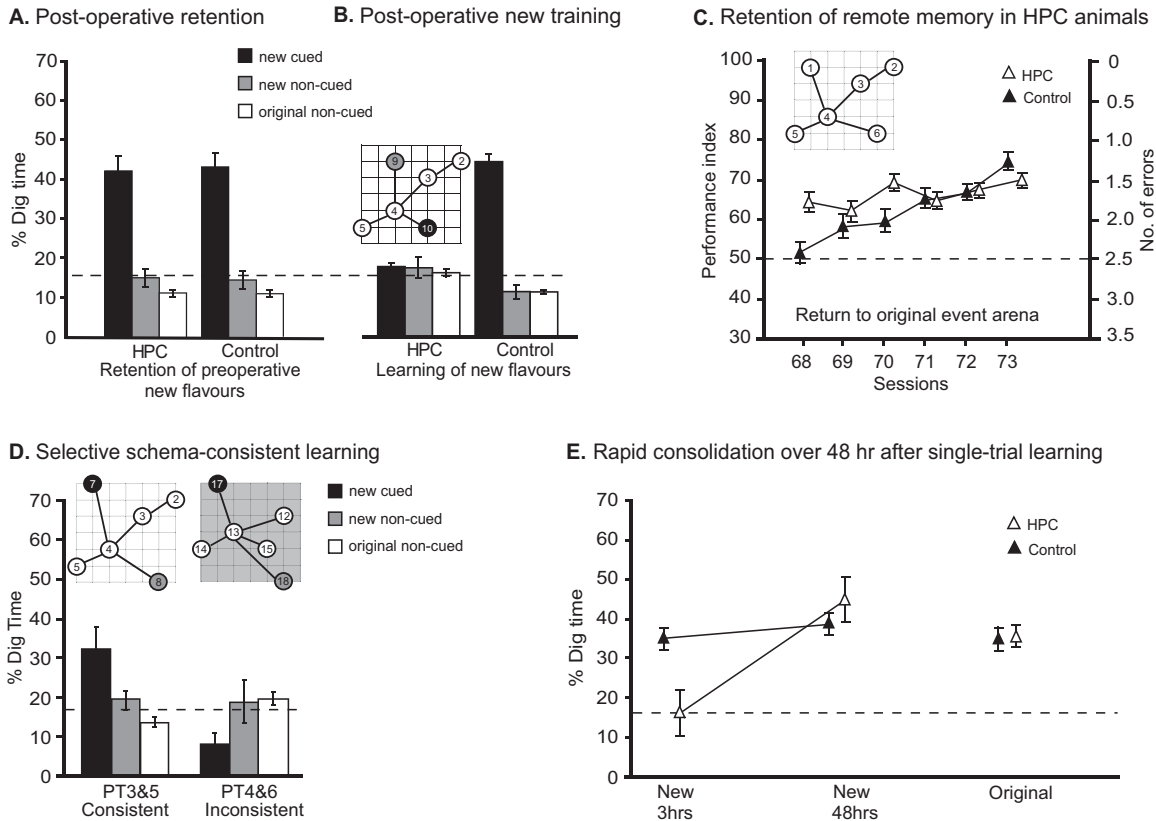 A. Post-operative retention
70
60
50
40
30
20
10
0
% Dig time
new cued
new non-cued
original non-cued
HPC
Control
Retention of preoperative
new flavours
B. Post-operative new training
9
2
3
4
5
10
HPC
Control
Learning of new flavours
C. Retention of remote memory in HPC animals
100
90
80
70
60
50
40
30
Performance index
1
2
3
4
5
6
HPC
Control
0
0.5
1.0
1.5
2.0
2.5
3.0
3.5
No. of errors
Return to original event arena
68 69 70 71 72 73
Sessions
D. Selective schema-consistent learning
70
60
50
40
30
20
10
0
% Dig Time
7
2
3
4
5
8
17
12
13
14
15
18
new cued
new non-cued
original non-cued
PT3&5
Consistent
PT4&6
Inconsistent
E. Rapid consolidation over 48 hr after single-trial learning
70
60
50
40
30
20
10
0
% Dig time
HPC
Control
New
3hrs
New
48hrs
Original